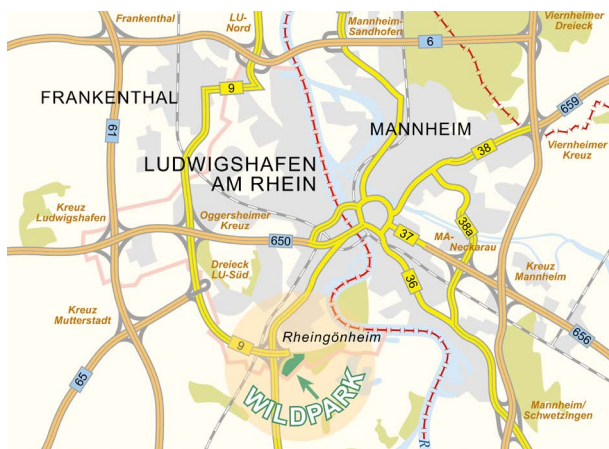 Frankenthal
LU-
Nord
Mannheim-
Sandhofen
Viernheimer
Dreieck
6
FRANKENTHAL
9
659
61
MANNHEIM
38
Viernheimer
Kreuz
LUDWIGSHAFEN
AM RHEIN
Kreuz
Ludwigshafen
Oggersheimer
Kreuz
650
37
38a
MA-
Neckarau
Dreieck
LU-Süd
36
Kreuz
Mannheim
Kreuz
Mutterstadt
9
Rheingönheim
656
65
WILDPARK
Mannheim/
Schwetzingen
R